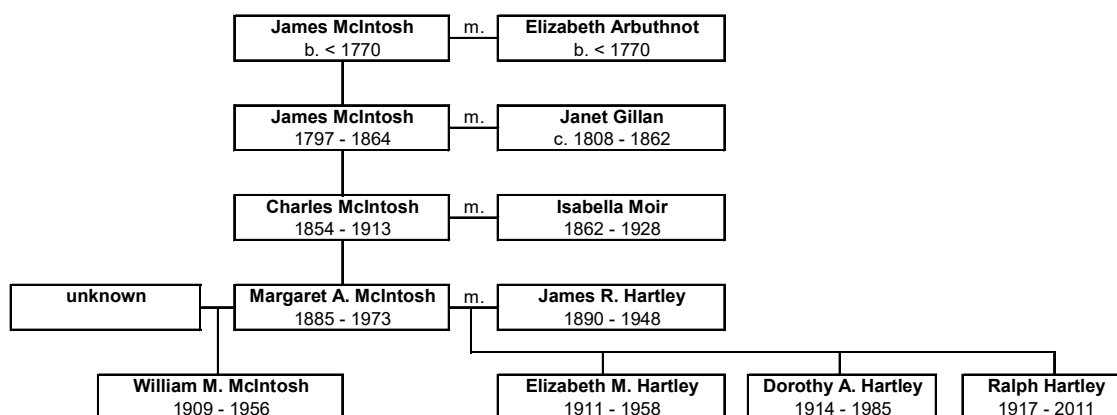 James McIntosh
b. < 1770
m.
Elizabeth Arbuthnot
b. < 1770
James McIntosh
1797 - 1864
m.
Janet Gillan
c. 1808 - 1862
Charles McIntosh
1854 - 1913
m.
Isabella Moir
1862 - 1928
unknown
Margaret A. McIntosh
1885 - 1973
m.
James R. Hartley
1890 - 1948
William M. McIntosh
1909 - 1956
Elizabeth M. Hartley
1911 - 1958
Dorothy A. Hartley
1914 - 1985
Ralph Hartley
1917 - 2011